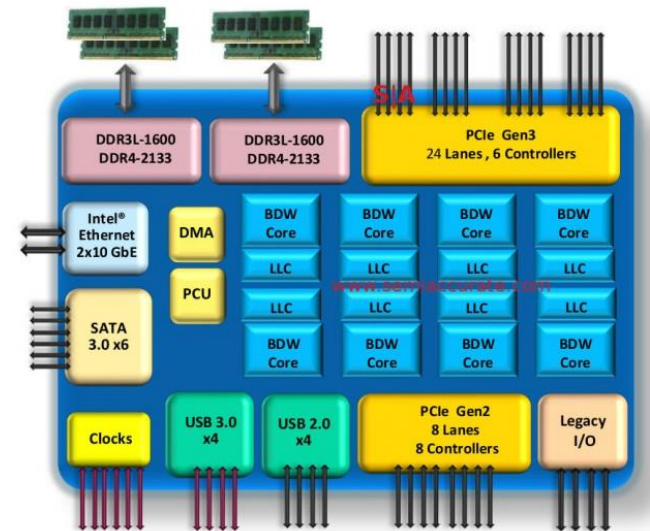 S|A
DDR3L-1600
DDR4-2133
DDR3L-1600
DDR4-2133
PCIe Gen3
24 Lanes , 6 Controllers
Intel®
Ethernet
2x10 GbE
DMA
PCU
BDW
Core
BDW
Core
BDW
Core
BDW
Core
LLC
LLC
LLC
LLC
www.semiaccurate.com
LLC
LLC
LLC
LLC
BDW
Core
BDW
Core
BDW
Core
BDW
Core
SATA
3.0 x6
Clocks
USB 3.0
x4
USB 2.0
x4
PCIe Gen2
8 Lanes
8 Controllers
Legacy
I/O